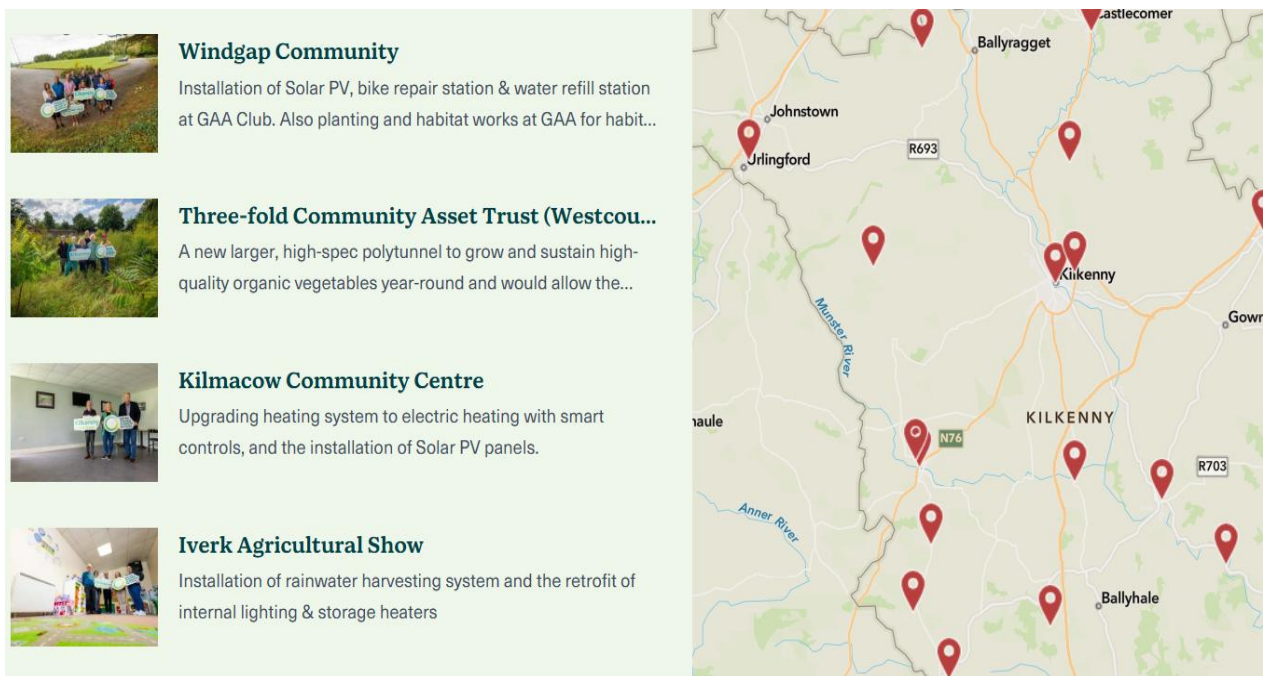 Windgap Community
Installation of Solar PV, bike repair station & water refill station
at GAA Club. Also planting and habitat works at GAA for habit...
Three-fold Community Asset Trust (Westcou...
A new larger, high-spec polytunnel to grow and sustain high-
quality organic vegetables year-round and would allow the...
Kilmacow Community Centre
Upgrading heating system to electric heating with smart
controls, and the installation of Solar PV panels.
Iverk Agricultural Show
Installation of rainwater harvesting system and the retrofit of
internal lighting & storage heaters
Castlecomer
Ballyragget
Johnstown
R693
Urlingford
Kilkenny
Gowr
Munster River
naule
KILKENNY
N76
R703
Anner River
Ballyhale